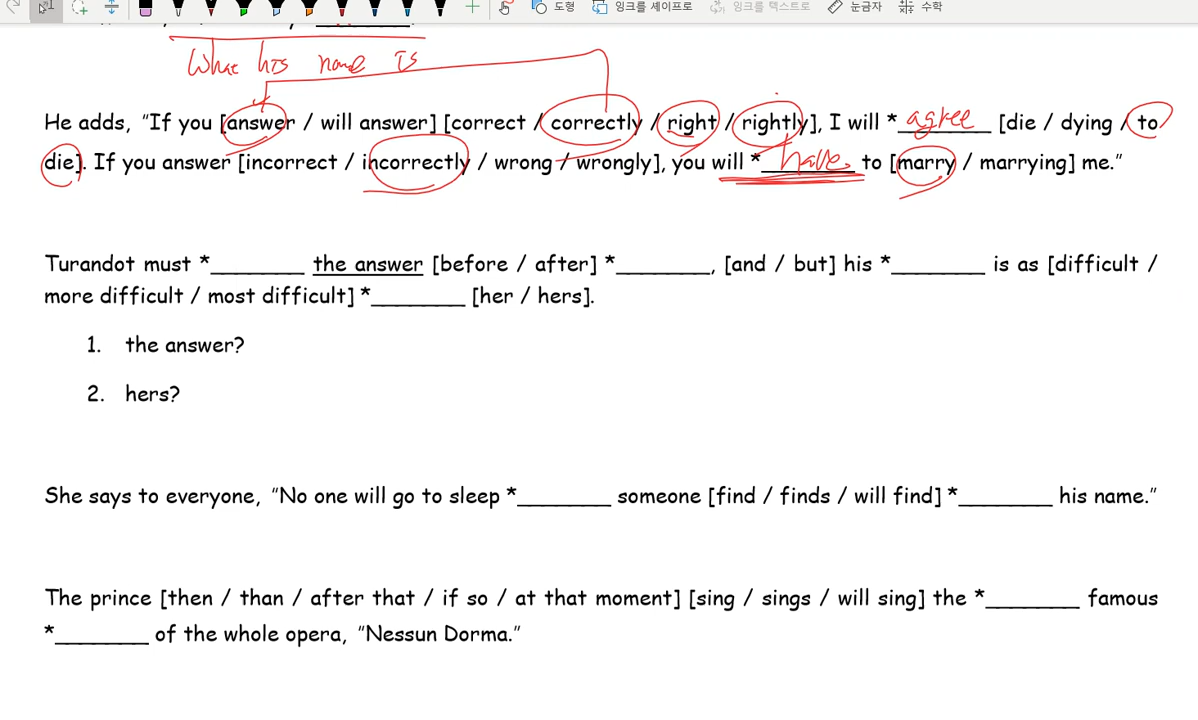 도형 잉크를 셰이프로 잉크를 텍스트로 눈금자 수학
What his name is
He adds, "If you [answer / will answer] [correct / correctly / right / rightly], I will *agree [die / dying / to
die]. If you answer [incorrect / incorrectly / wrong / wrongly], you will *have to [marry / marrying] me."
Turandot must *________ the answer [before / after] *________, [and / but] his *________ is as [difficult /
more difficult / most difficult] *________ [her / hers].
1. the answer?
2. hers?
She says to everyone, "No one will go to sleep *________ someone [find / finds / will find] *________ his name."
The prince [then / than / after that / if so / at that moment] [sing / sings / will sing] the *________ famous
*________ of the whole opera, "Nessun Dorma."